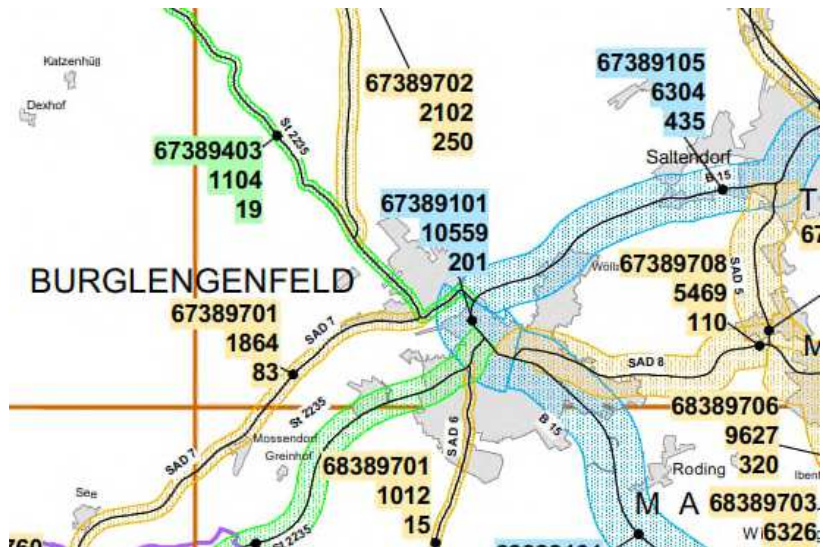 Katzenhüll
Dexhof
67389702
2102
250
67389105
6304
435
St 2235
67389403
1104
19
Saltendorf
B 15
67389101
10559
201
T
67
BURGLENGENFELD
67389708
5469
110
SAD 5
67389701
1864
83
SAD 7
M
SAD 8
St 2235
B 15
68389706
9627
320
Mossendorf
Greinhof
SAD 6
SAD 7
68389701
1012
15
Roding
See
M A
68389703
6326
760
St 2235